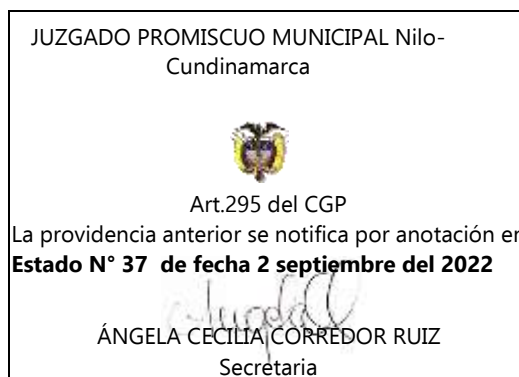 JUZGADO PROMISCUO MUNICIPAL Nilo-
Cundinamarca
Art.295 del CGP
La providencia anterior se notifica por anotación en
Estado N° 37 de fecha 2 septiembre del 2022
ÁNGELA CECILIA CORREDOR RUIZ
Secretaria